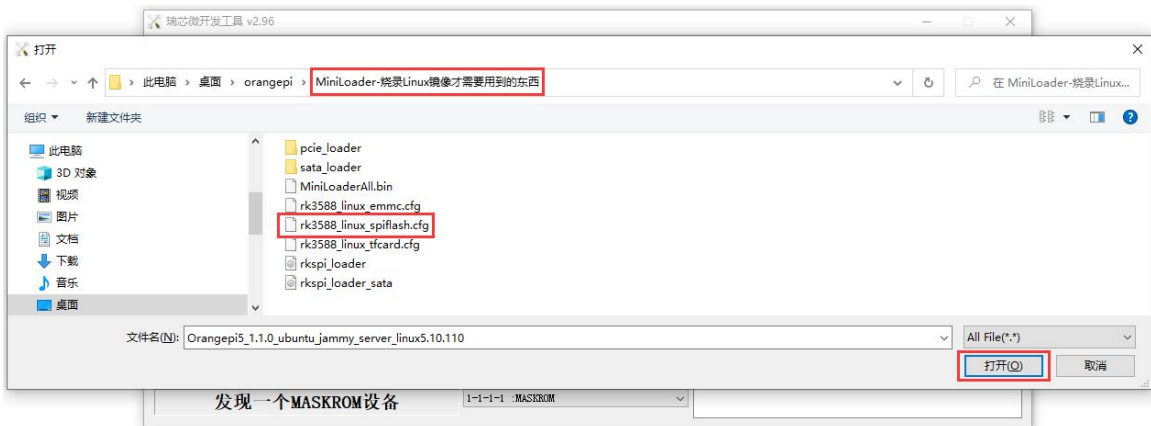 瑞芯微开发工具 v2.96
打开
此电脑 › 桌面 › orangepi › MiniLoader-烧录Linux镜像才需要用到的东西
在 MiniLoader-烧录Linux...
组织 新建文件夹
此电脑
3D 对象
视频
图片
文档
下载
音乐
桌面
pcie_loader
sata_loader
MiniLoaderAll.bin
rk3588_linux_emmc.cfg
rk3588_linux_spiflash.cfg
rk3588_linux_tfcard.cfg
rkspi_loader
rkspi_loader_sata
文件名(N): Orangepi5_1.1.0_ubuntu_jammy_server_linux5.10.110
All File(*.*)
打开(O) 取消
发现一个MASKROM设备
1-1-1-1 :MASKROM